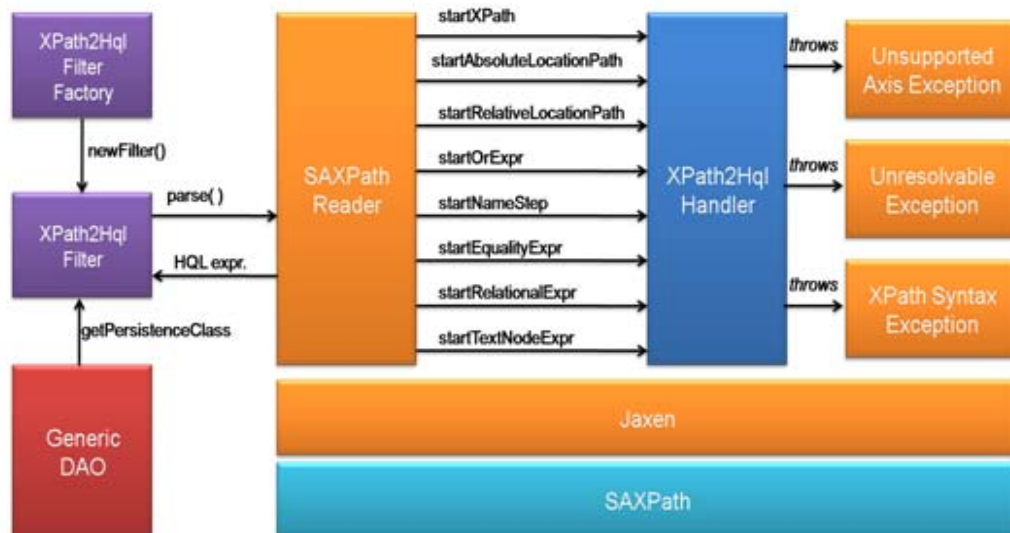 XPath2Hql
Filter
Factory
newFilter()
XPath2Hql
Filter
parse( )
HQL expr.
getPersistenceClass
Generic
DAO
SAXPath
Reader
startXPath
startAbsoluteLocationPath
startRelativeLocationPath
startOrExpr
startNameStep
startEqualityExpr
startRelationalExpr
startTextNodeExpr
XPath2Hql
Handler
throws
Unsupported
Axis Exception
throws
Unresolvable
Exception
throws
XPath Syntax
Exception
Jaxen
SAXPath